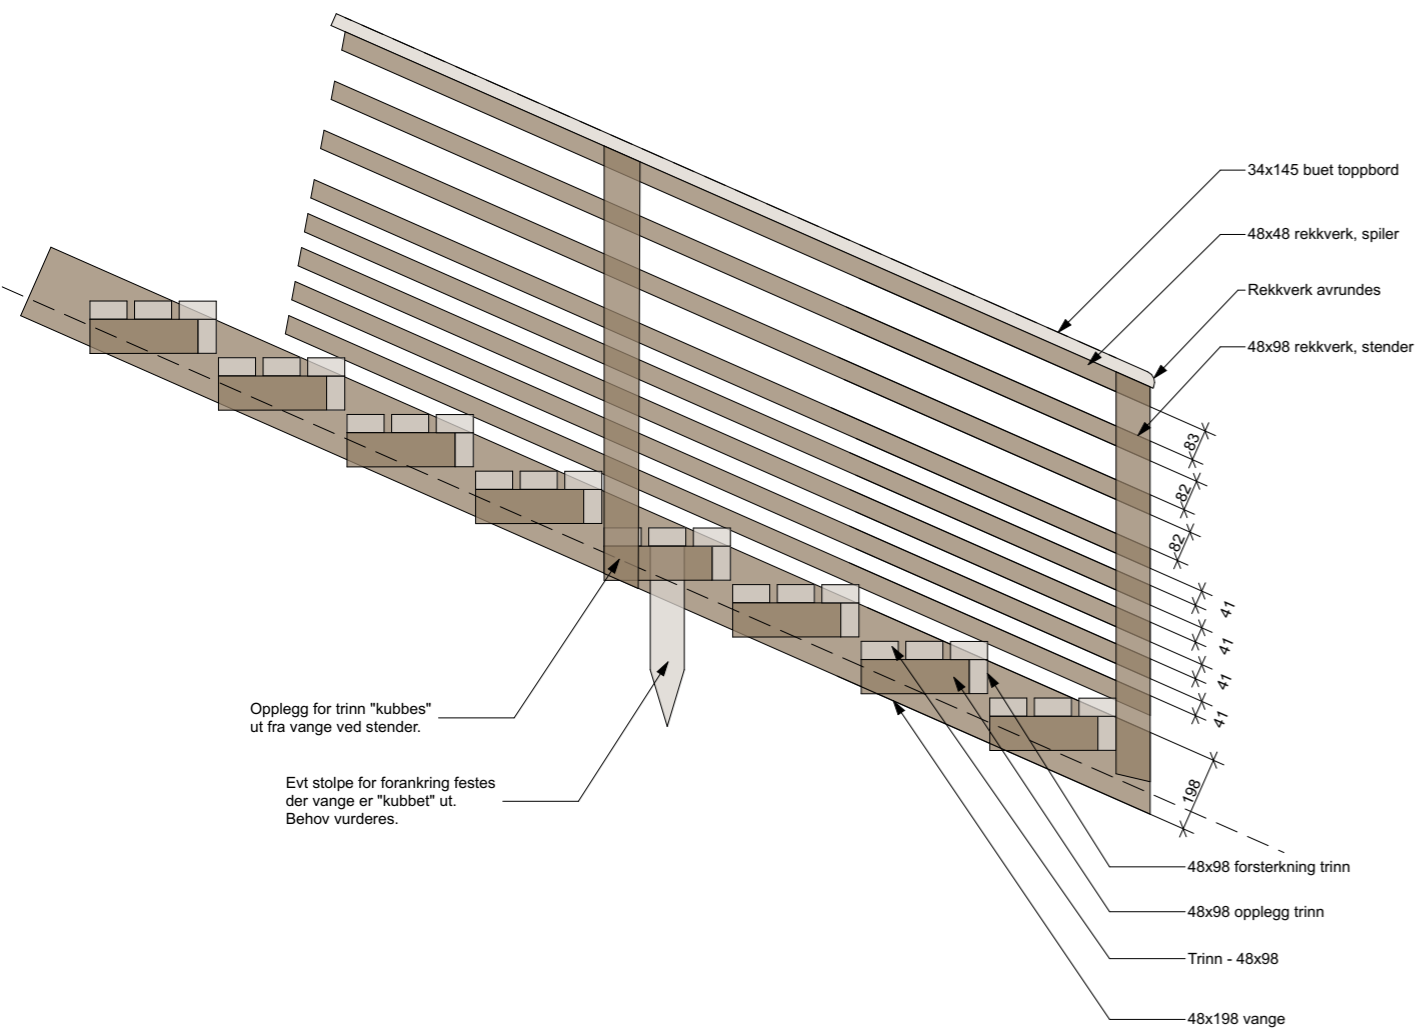 34x145 buet toppbord
48x48 rekkverk, spiler
Rekkverk avrundes
48x98 rekkverk, stender
83
82
82
41
41
41
41
198
Opplegg for trinn "kubbes"
ut fra vange ved stender.
Evt stolpe for forankring festes
der vange er "kubbet" ut.
Behov vurderes.
48x98 forsterkning trinn
48x98 opplegg trinn
Trinn - 48x98
48x198 vange